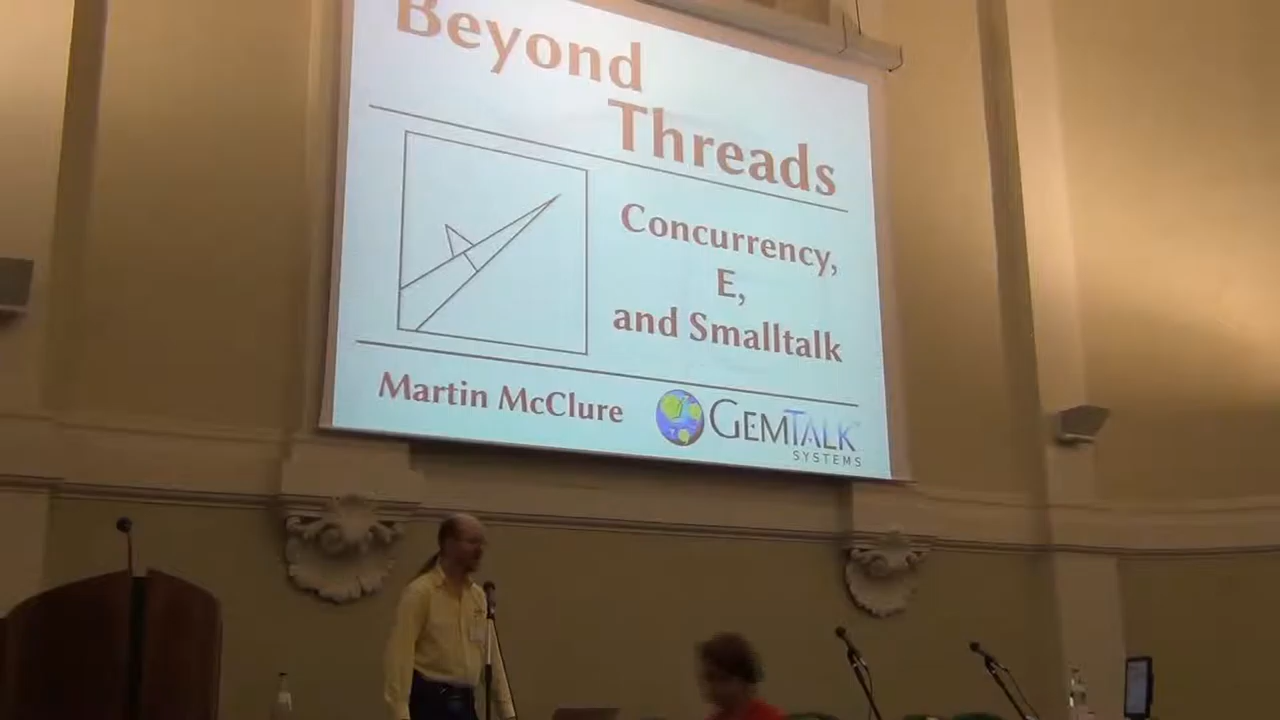 Beyond
Threads
Concurrency,
E,
and Smalltalk
Martin McClure
GEMTALK
SYSTEMS